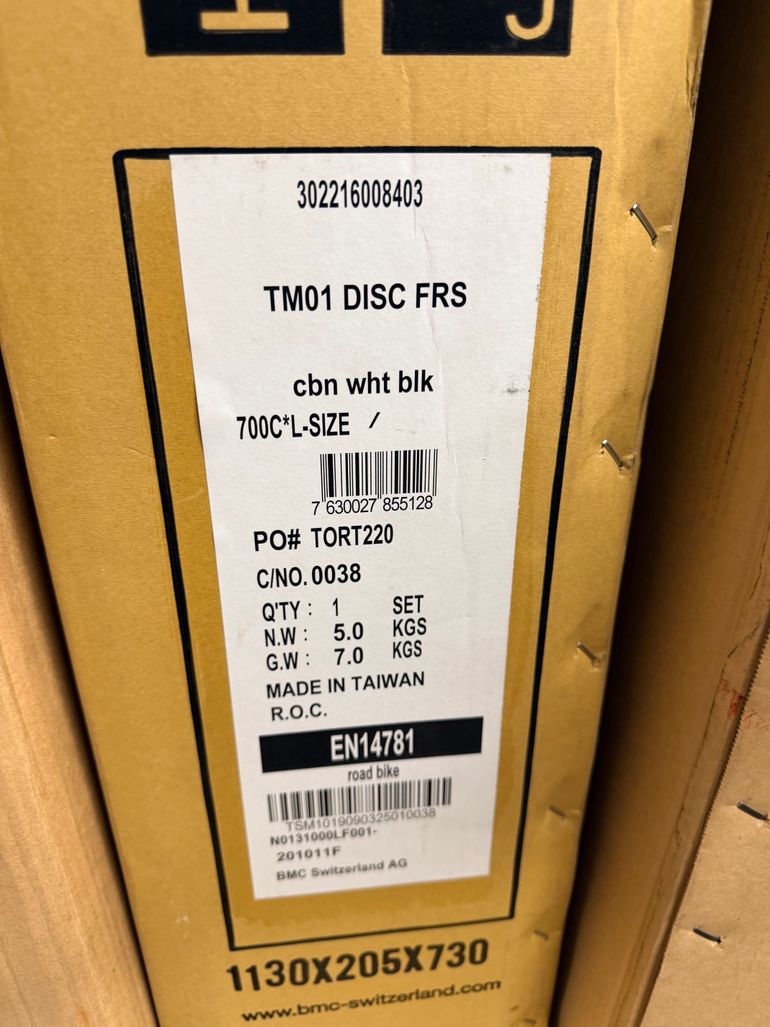 302216008403
TM01 DISC FRS
cbn wht blk
700C*L-SIZE /
7 630027 855128
PO# TORT220
C/NO. 0038
Q'TY : 1 SET
N.W : 5.0 KGS
G.W : 7.0 KGS
MADE IN TAIWAN
R.O.C.
EN14781
road bike
TSM1019090325010038
N0131000LF001-
201011F
BMC Switzerland AG
1130X205X730
www.bmc-switzerland.com